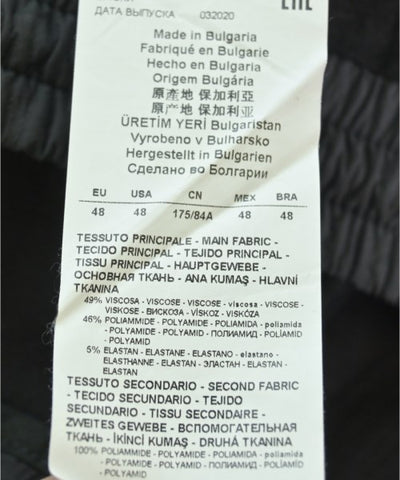 ДАТА ВЫПУСКА 032020
EAC
Made in Bulgaria
Fabriqué en Bulgarie
Hecho en Bulgaria
Origem Bulgária
原產地 保加利亞
原产地 保加利亚
ÜRETİM YERİ Bulgaristan
Vyrobeno v Bulharsko
Hergestellt in Bulgarien
Сделано во Болгарии
EU USA CN MEX BRA
48 48 175/84A 48 48
TESSUTO PRINCIPALE - MAIN FABRIC -
TECIDO PRINCIPAL - TEJIDO PRINCIPAL -
TISSU PRINCIPAL - HAUPTGEWEBE -
ОСНОВНАЯ ТКАНЬ - ANA KUMAŞ - HLAVNÍ
TKANINA
49% VISCOSA - VISCOSE - VISCOSE - viscosa - VISCOSE -
VISKOSE - ВИСКОЗА - VİSKOZ - VISKÓZA
46% POLIAMMIDE - POLYAMIDE - POLIAMIDA - poliamida
- POLYAMIDE - POLYAMID - ПОЛИАМИД - POLİAMİD
- POLYAMID
5% ELASTAN - ELASTANE - ELASTANO - elastano -
ELASTHANNE - ELASTAN - ЭЛАСТАН - ELASTAN -
ELASTAN
TESSUTO SECONDARIO - SECOND FABRIC -
- TECIDO SECUNDÁRIO - TEJIDO
SECUNDARIO - TISSU SECONDAIRE -
ZWEITES GEWEBE - ВСПОМОГАТЕЛЬНАЯ
ТКАНЬ - İKİNCİ KUMAŞ - DRUHÁ TKANINA
100% POLIAMMIDE - POLYAMIDE - POLIAMIDA - poliamida
- POLYAMIDE - POLYAMID - ПОЛИАМИД - POLİAMİD
- POLYAMID